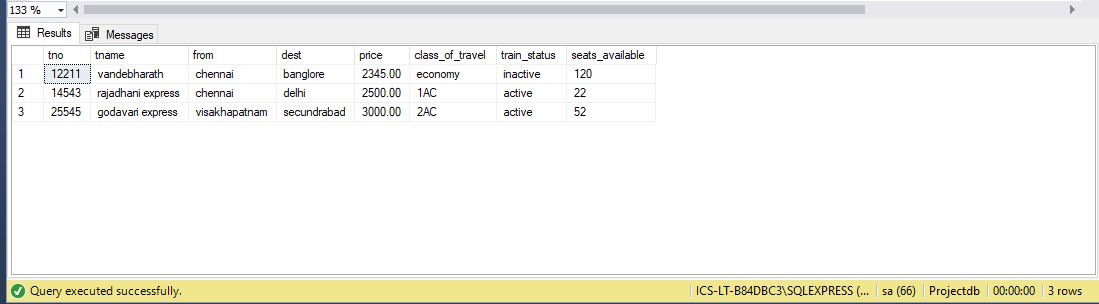 133 %
Results Messages
tno tname from dest price class_of_travel train_status seats_available
1 12211 vandebharath chennai banglore 2345.00 economy inactive 120
2 14543 rajadhani express chennai delhi 2500.00 1AC active 22
3 25545 godavari express visakhapatnam secundrabad 3000.00 2AC active 52
Query executed successfully. ICS-LT-B84DBC3\SQLEXPRESS (... sa (66) Projectdb 00:00:00 3 rows